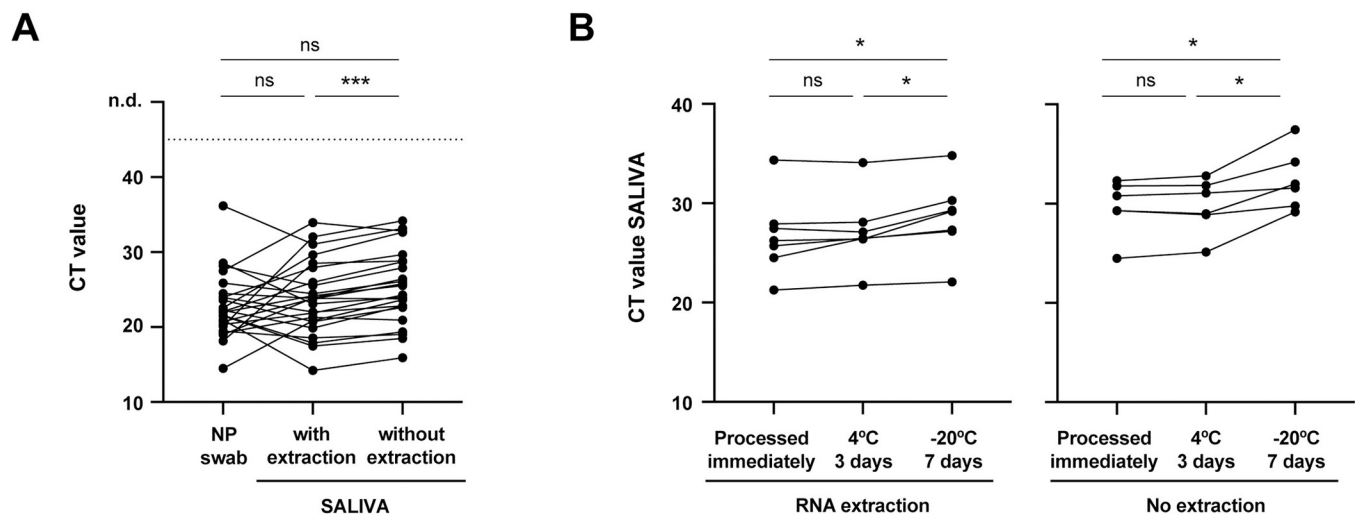 A
ns
ns
***
n.d.
40
30
20
10
CT value
NP
swab
with
extraction
without
extraction
SALIVA
B
*
ns
*
40
30
20
10
CT value SALIVA
Processed
immediately
4ºC
3 days
-20ºC
7 days
RNA extraction
*
ns
*
Processed
immediately
4ºC
3 days
-20ºC
7 days
No extraction